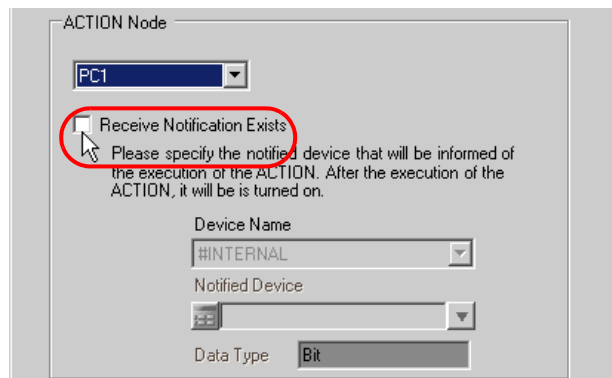 ACTION Node
PC1
Receive Notification Exists
Please specify the notified device that will be informed of
the execution of the ACTION. After the execution of the
ACTION, it will be is turned on.
Device Name
#INTERNAL
Notified Device
Data Type Bit